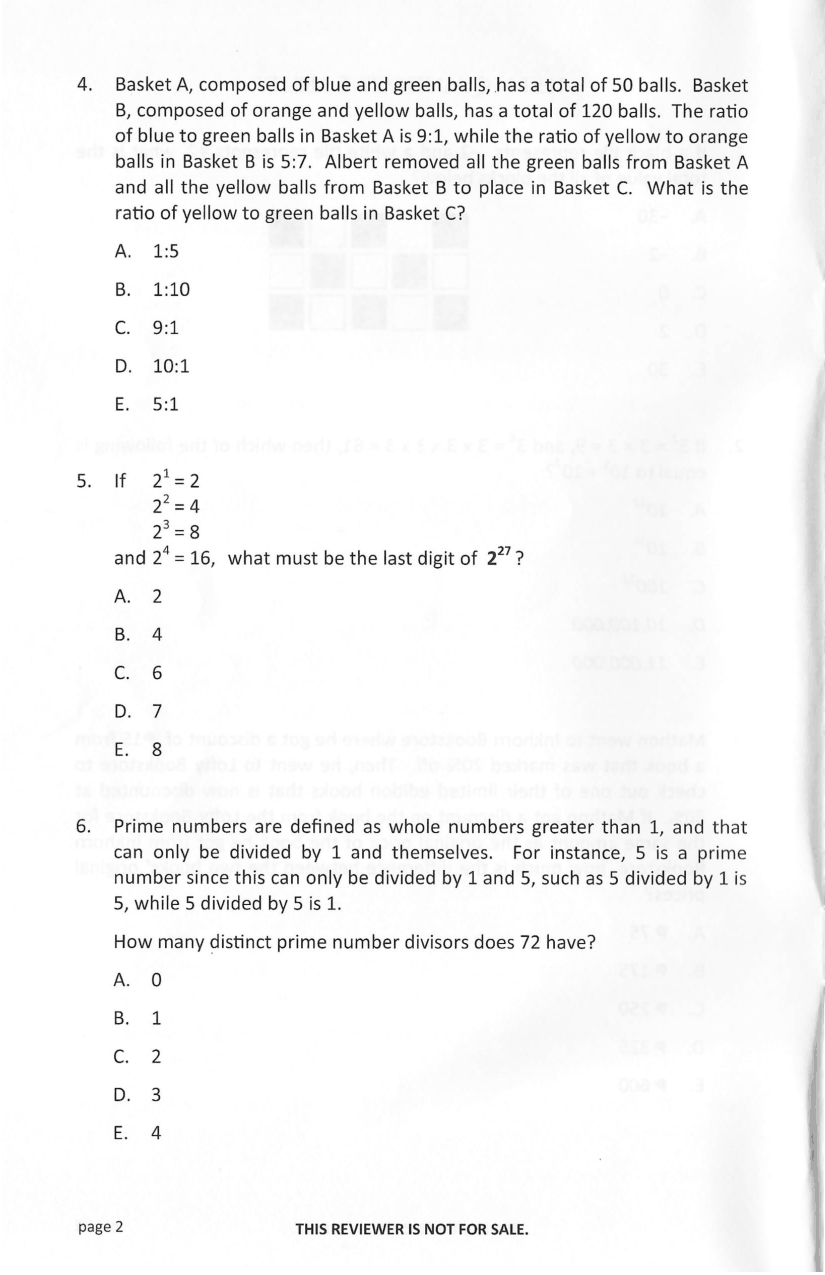 4. Basket A, composed of blue and green balls, has a total of 50 balls. Basket
B, composed of orange and yellow balls, has a total of 120 balls. The ratio
of blue to green balls in Basket A is 9:1, while the ratio of yellow to orange
balls in Basket B is 5:7. Albert removed all the green balls from Basket A
and all the yellow balls from Basket B to place in Basket C. What is the
ratio of yellow to green balls in Basket C?
A. 1:5
B. 1:10
C. 9:1
D. 10:1
E. 5:1
5. If 2¹ = 2
2² = 4
2³ = 8
and 2⁴ = 16, what must be the last digit of 2²⁷ ?
A. 2
B. 4
C. 6
D. 7
E. 8
6. Prime numbers are defined as whole numbers greater than 1, and that
can only be divided by 1 and themselves. For instance, 5 is a prime
number since this can only be divided by 1 and 5, such as 5 divided by 1 is
5, while 5 divided by 5 is 1.
How many distinct prime number divisors does 72 have?
A. 0
B. 1
C. 2
D. 3
E. 4
page 2 THIS REVIEWER IS NOT FOR SALE.